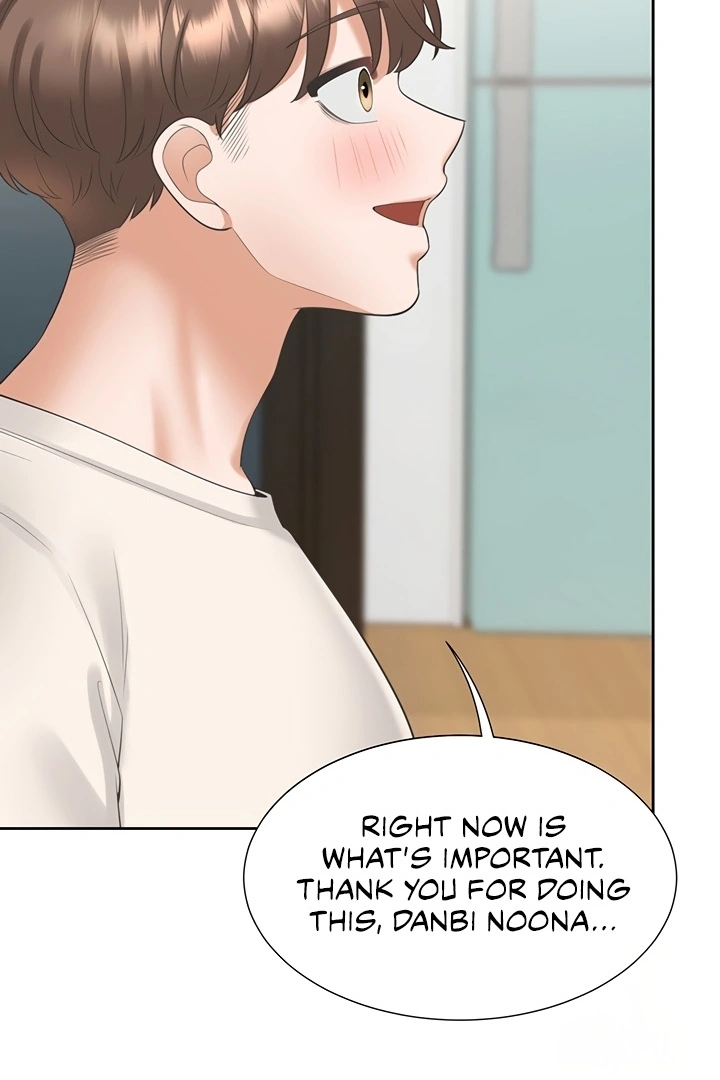 RIGHT NOW IS
WHAT'S IMPORTANT.
THANK YOU FOR DOING
THIS, DANBI NOONA...